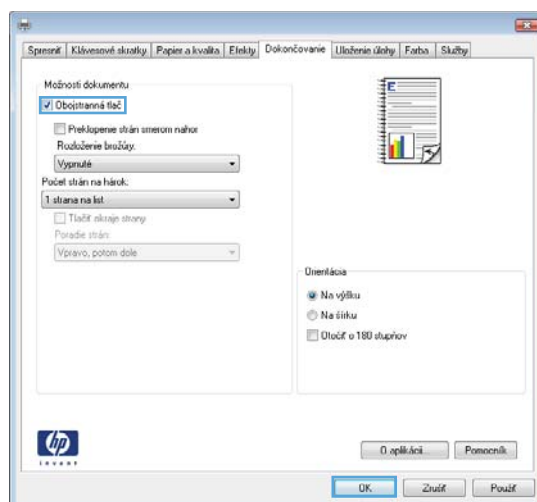 Spresniť Klávesové skratky Papier a kvalita Efekty Dokončovanie Uloženie úlohy Farba Služby
Možnosti dokumentu
Obojstranná tlač
Preklopenie strán smerom nahor
Rozloženie brožúry:
Vypnuté
Počet strán na hárok:
1 strana na list
Tlačiť okraje strany
Poradie strán:
Vpravo, potom dole
E
Orientácia
Na výšku
Na šírku
Otočiť o 180 stupňov
hp
invent
O aplikácii... Pomocník
OK Zrušiť Použiť